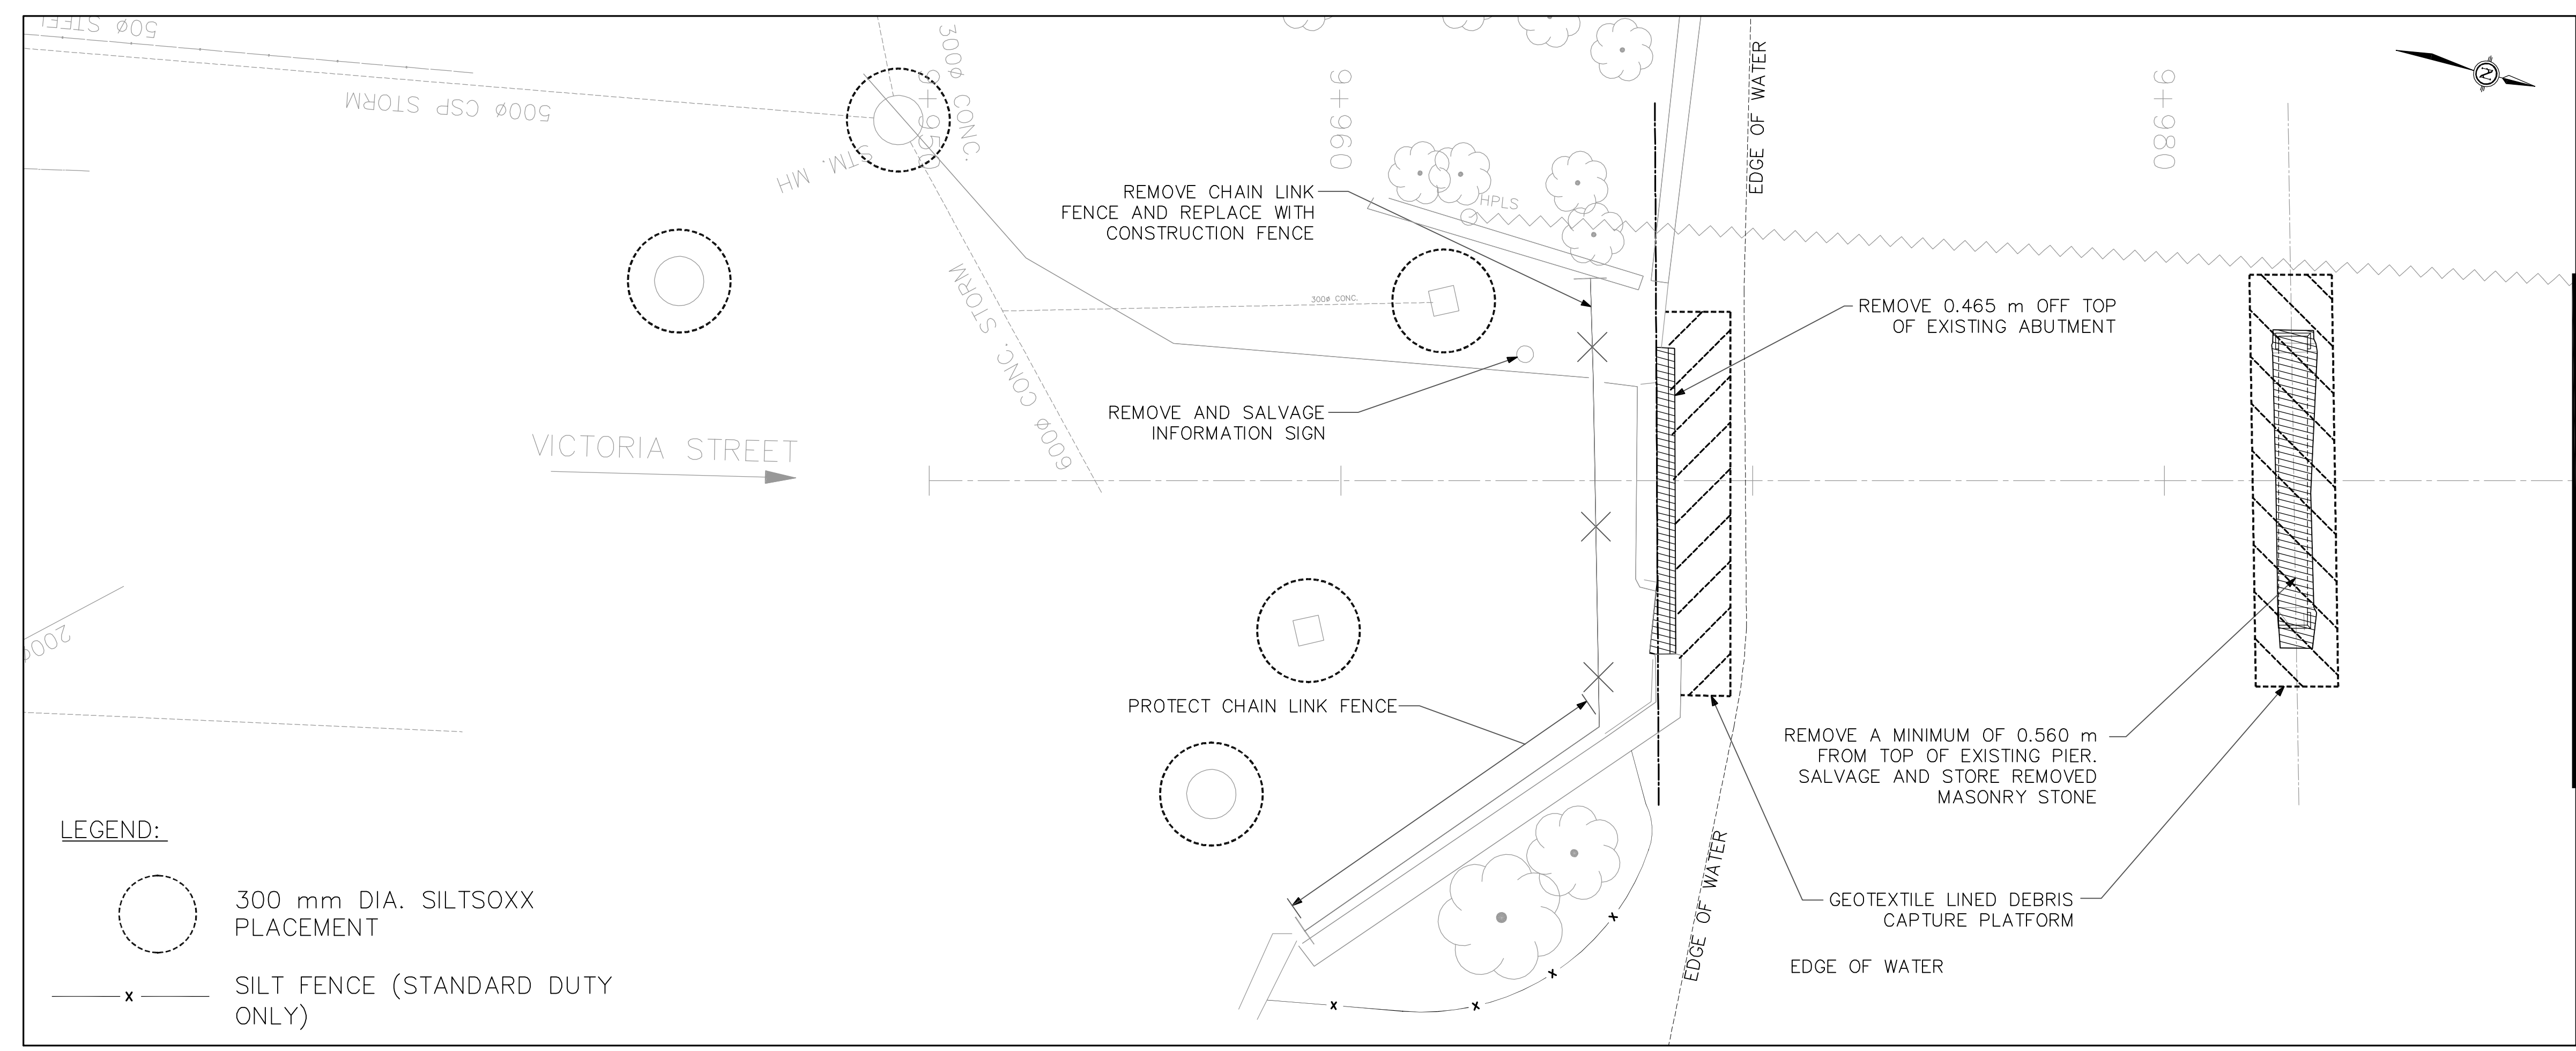 50ø STEEL
500ø CSP STORM
300ø CONC.
9+950
STM. MH
9+960
EDGE OF WATER
9+980
N
REMOVE CHAIN LINK
FENCE AND REPLACE WITH
CONSTRUCTION FENCE
HPLS
600ø CONC. STORM
300ø CONC.
REMOVE 0.465 m OFF TOP
OF EXISTING ABUTMENT
REMOVE AND SALVAGE
INFORMATION SIGN
VICTORIA STREET
200ø
PROTECT CHAIN LINK FENCE
REMOVE A MINIMUM OF 0.560 m
FROM TOP OF EXISTING PIER.
SALVAGE AND STORE REMOVED
MASONRY STONE
EDGE OF WATER
GEOTEXTILE LINED DEBRIS
CAPTURE PLATFORM
EDGE OF WATER
LEGEND:
300 mm DIA. SILTSOXX
PLACEMENT
SILT FENCE (STANDARD DUTY
ONLY)